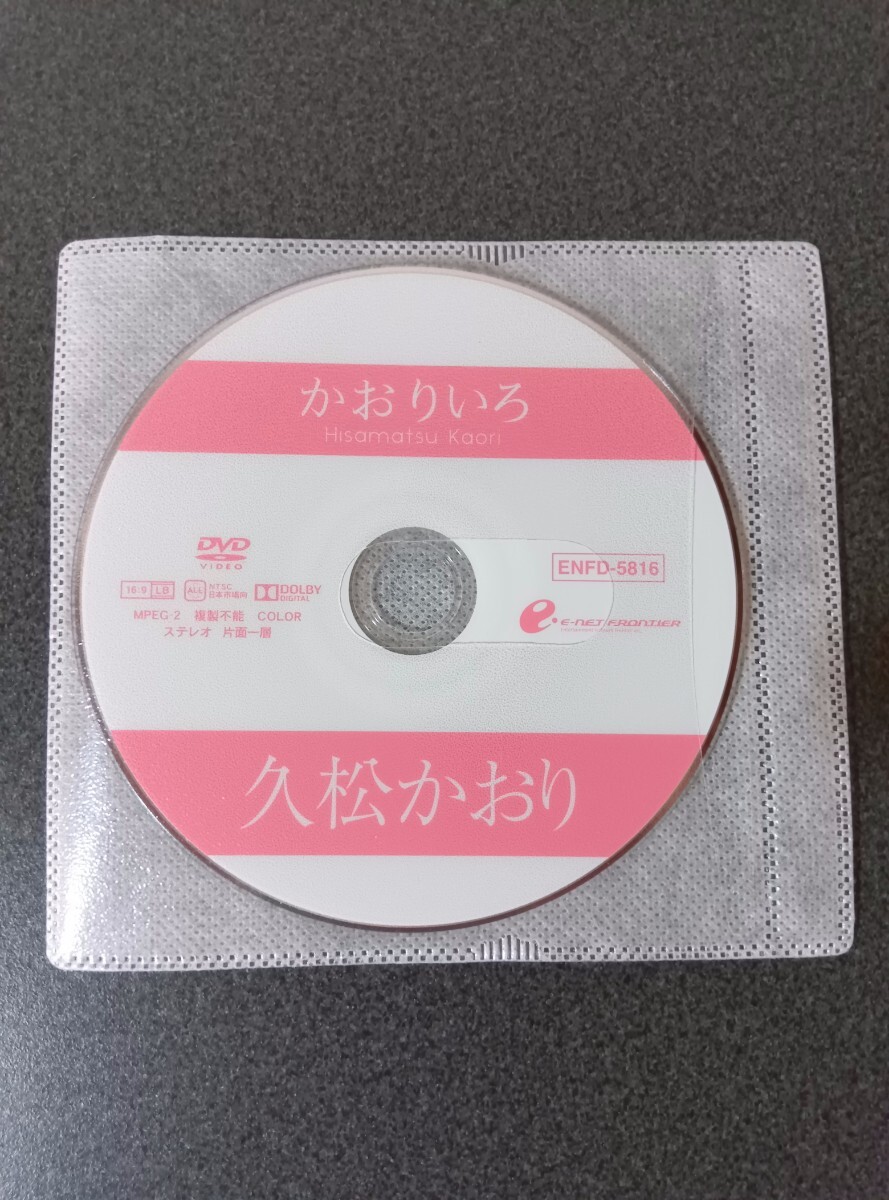 かおりいろ
Hisamatsu Kaori
DVD
VIDEO
ENFD-5816
16:9 LB ALL NTSC 日本市場向 DOLBY DIGITAL
MPEG-2 複製不能 COLOR
ステレオ 片面一層
e-net frontier
久松かおり